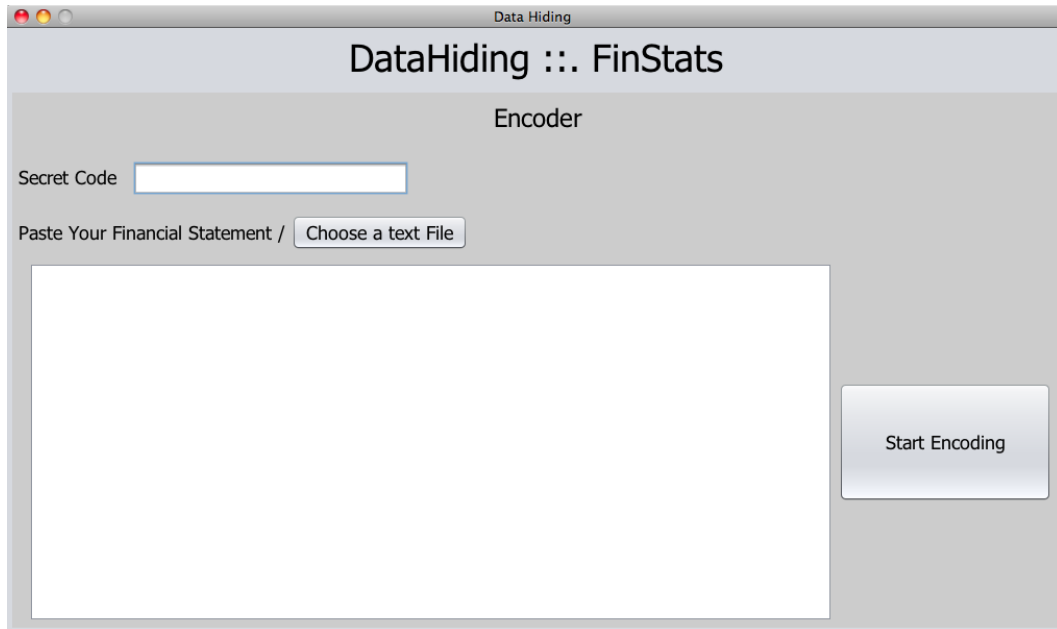 Data Hiding
DataHiding ::. FinStats
Encoder
Secret Code
Paste Your Financial Statement / Choose a text File
Start Encoding